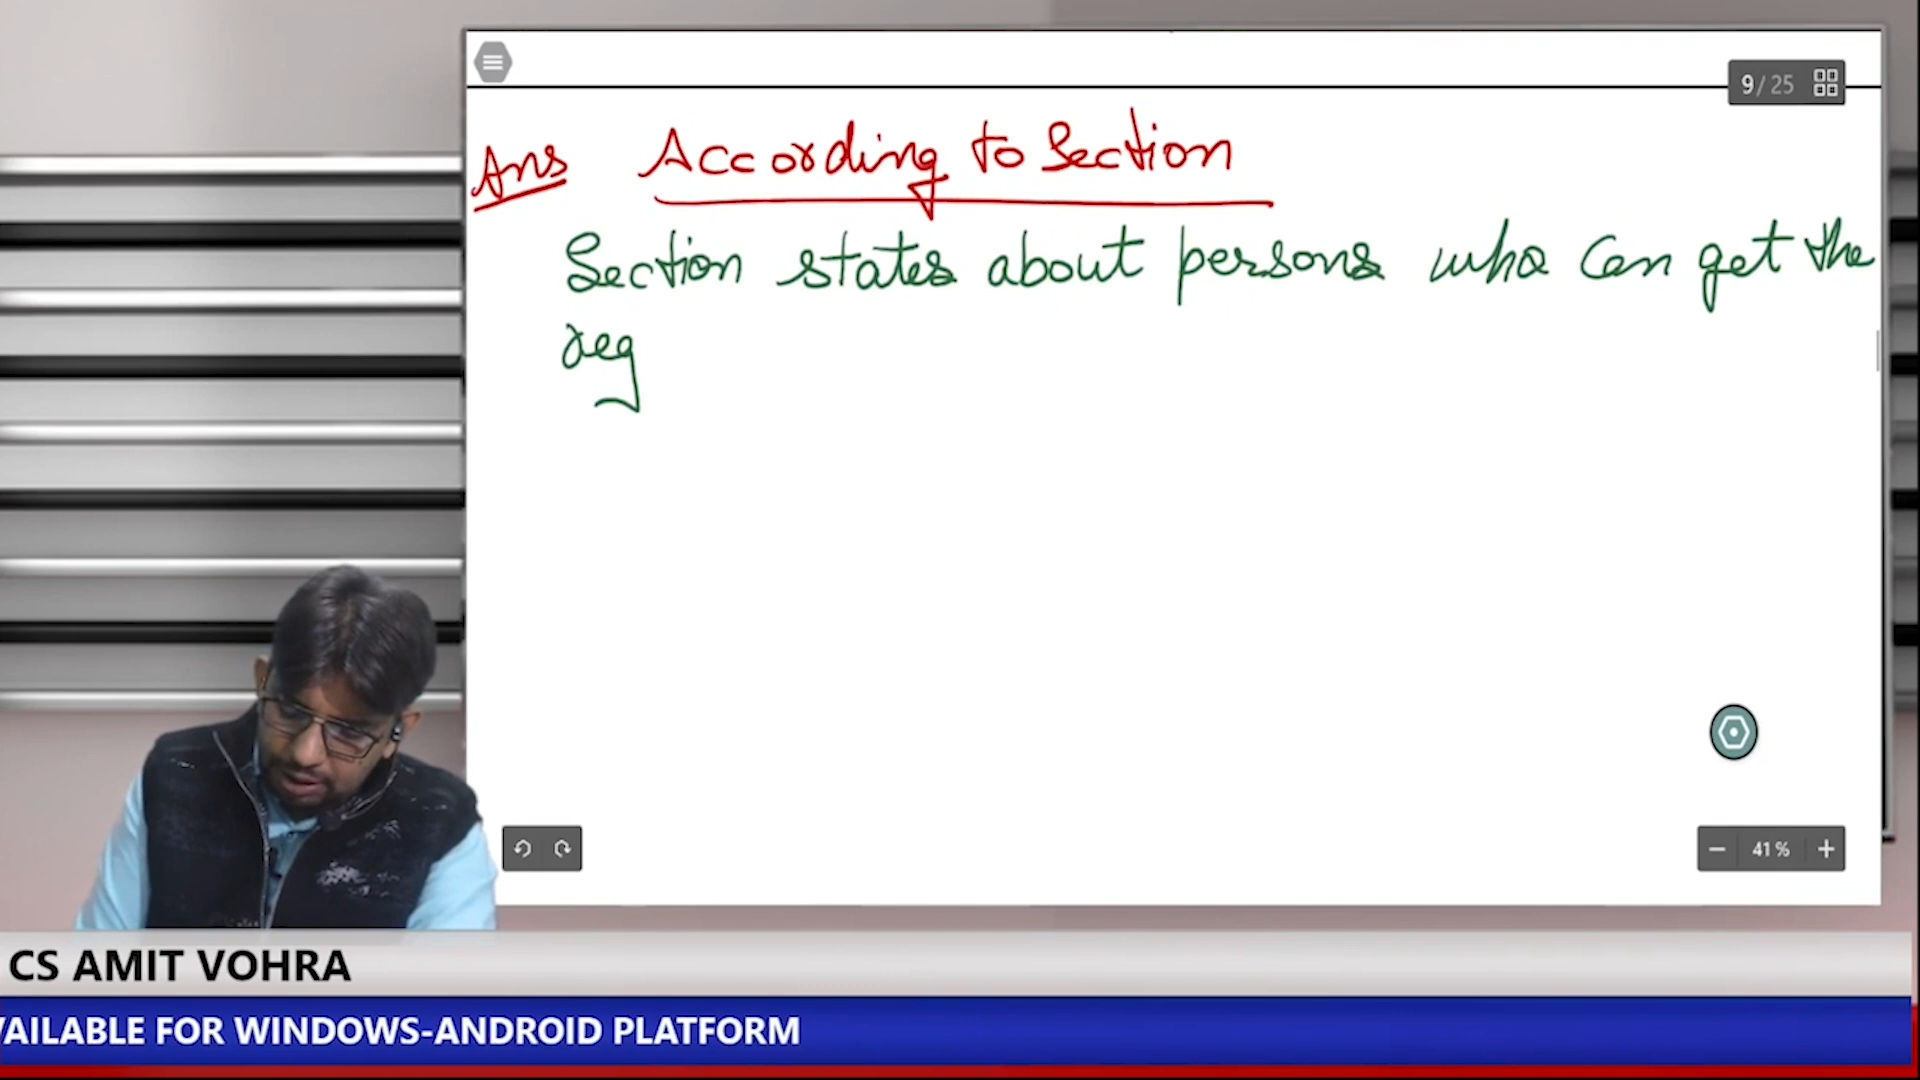 9 / 25
Ans According to Section
Section states about persons who can get the
reg
41 %
CS AMIT VOHRA
VAILABLE FOR WINDOWS-ANDROID PLATFORM